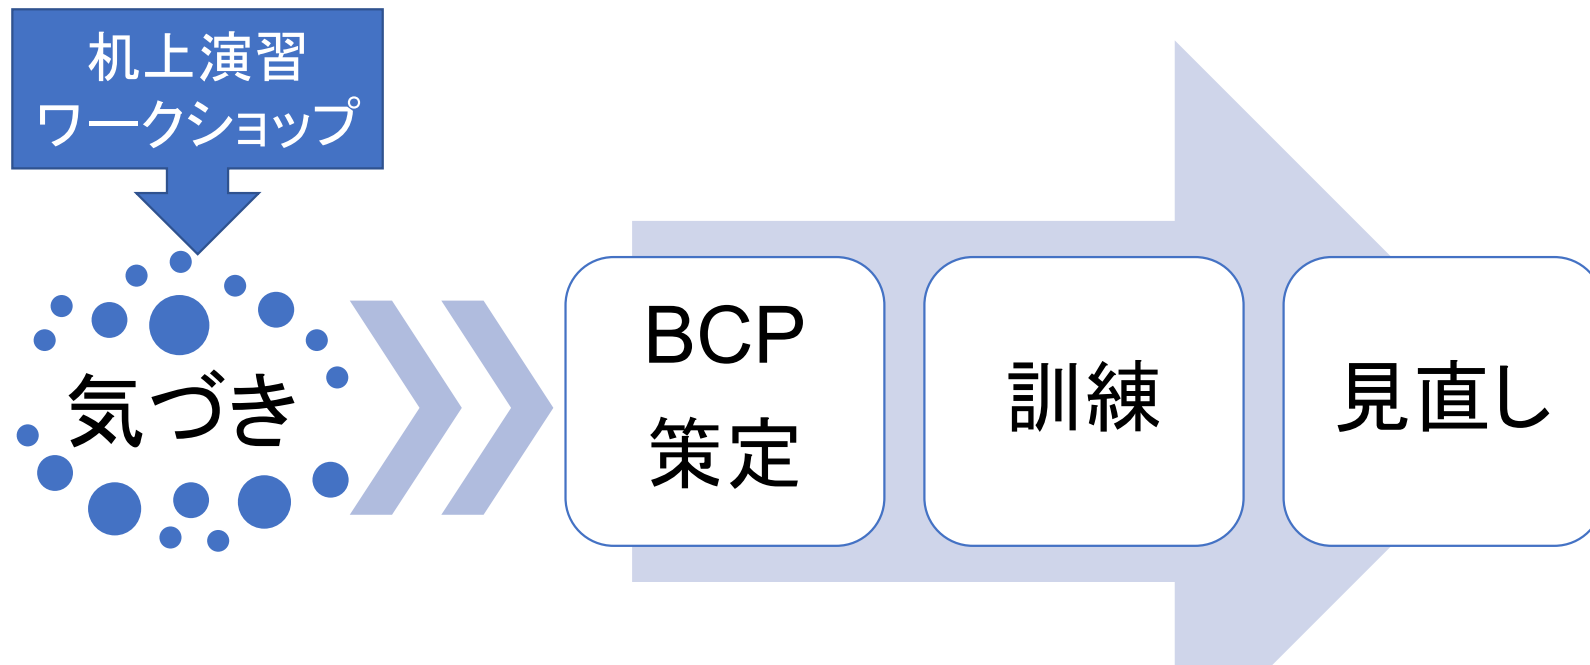 机上演習
ワークショップ
気づき
BCP
策定
訓練
見直し